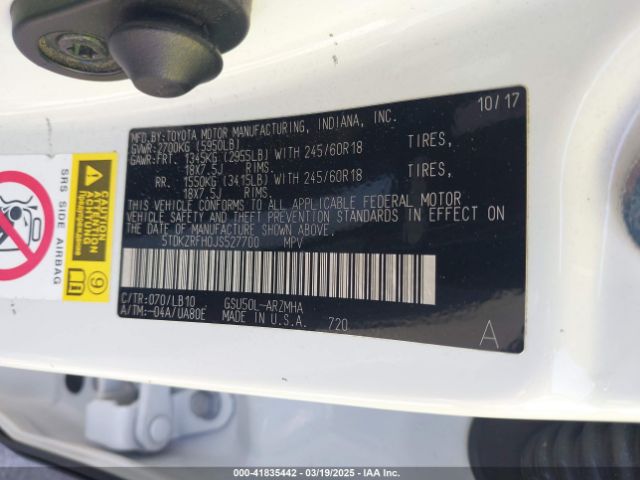 10/17
MFD.BY:TOYOTA MOTOR MANUFACTURING, INDIANA, INC.
GVWR:2700KG (5950LB)
GAWR:FRT. 1345KG (2955LB) WITH 245/60R18 TIRES,
18X7.5J RIMS
RR. 1550KG (3415LB) WITH 245/60R18 TIRES,
18X7.5J RIMS
THIS VEHICLE CONFORMS TO ALL APPLICABLE FEDERAL MOTOR
VEHICLE SAFETY AND THEFT PREVENTION STANDARDS IN EFFECT ON
THE DATE OF MANUFACTURE SHOWN ABOVE.
5TDKZRFH0JS527700 MPV
C/TR:070/LB10 GSU50L-ARZMHA
A/TM:-04A/UA80E MADE IN U.S.A. 720
A
SRS SIDE AIRBAG
Предупреждение
9
000-41835442 - 03/19/2025 - IAAI.COM